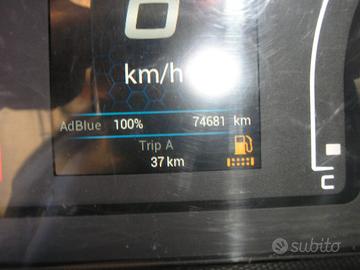 km/h
AdBlue 100% 74681 km
Trip A
37 km
C
subito